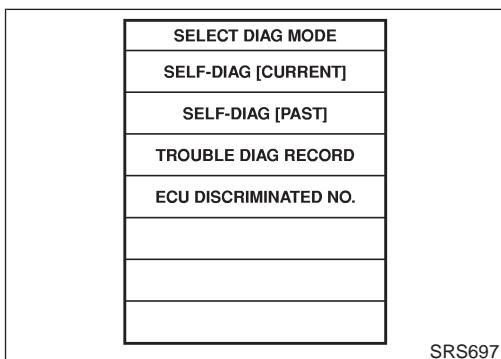 SELECT DIAG MODE
SELF-DIAG [CURRENT]
SELF-DIAG [PAST]
TROUBLE DIAG RECORD
ECU DISCRIMINATED NO.
SRS697